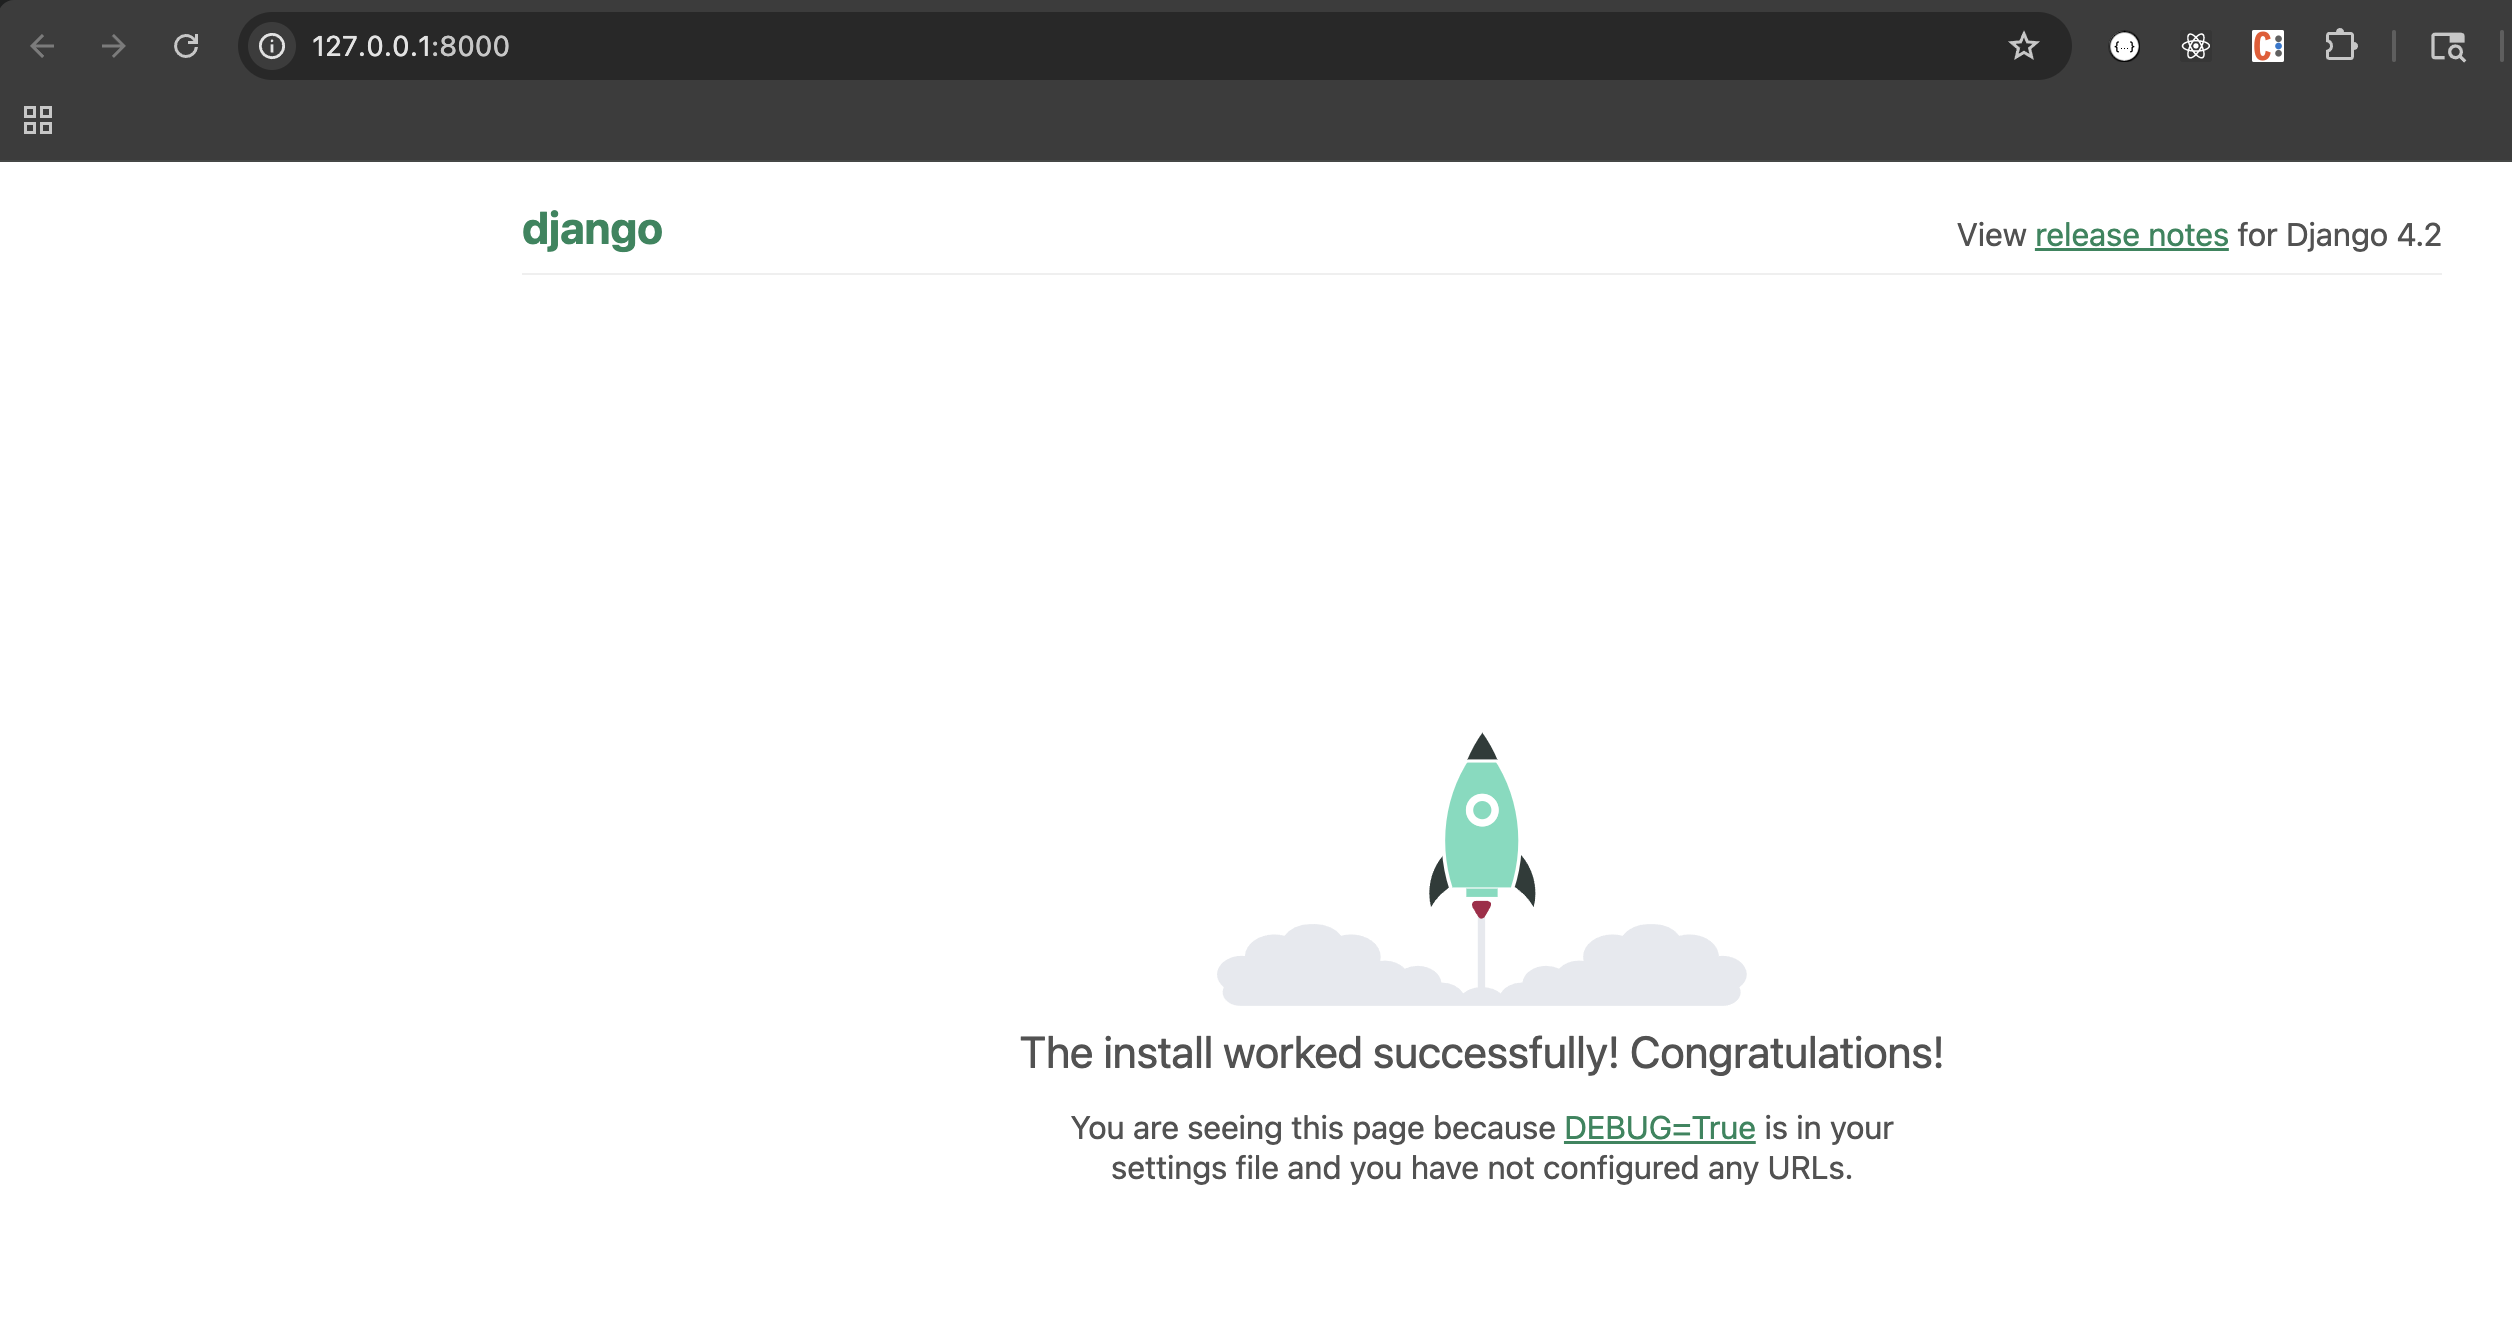 127.0.0.1:8000
django
View release notes for Django 4.2
The install worked successfully! Congratulations!
You are seeing this page because DEBUG=True is in your
settings file and you have not configured any URLs.